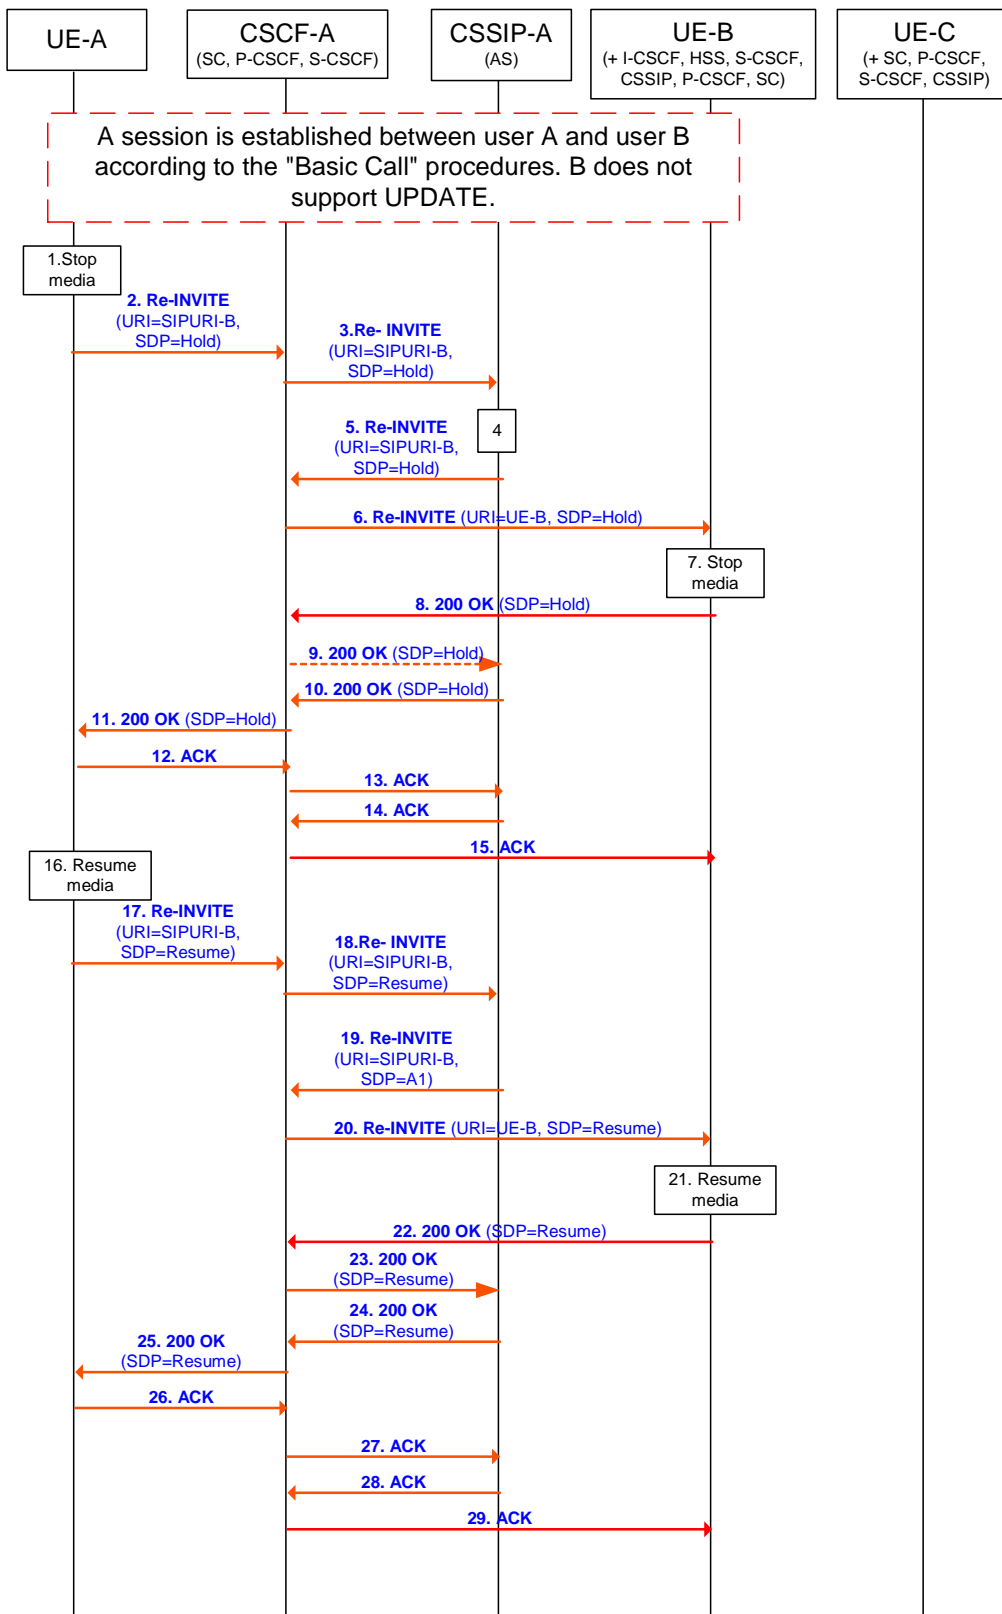 UE-A
CSCF-A
(SC, P-CSCF, S-CSCF)
CSSIP-A
(AS)
UE-B
(+ I-CSCF, HSS, S-CSCF,
CSSIP, P-CSCF, SC)
UE-C
(+ SC, P-CSCF,
S-CSCF, CSSIP)
A session is established between user A and user B
according to the "Basic Call" procedures. B does not
support UPDATE.
1.Stop
media
2. Re-INVITE
(URI=SIPURI-B,
SDP=Hold)
3.Re- INVITE
(URI=SIPURI-B,
SDP=Hold)
4
5. Re-INVITE
(URI=SIPURI-B,
SDP=Hold)
6. Re-INVITE (URI=UE-B, SDP=Hold)
7. Stop
media
8. 200 OK (SDP=Hold)
9. 200 OK (SDP=Hold)
10. 200 OK (SDP=Hold)
11. 200 OK (SDP=Hold)
12. ACK
13. ACK
14. ACK
15. ACK
16. Resume
media
17. Re-INVITE
(URI=SIPURI-B,
SDP=Resume)
18.Re- INVITE
(URI=SIPURI-B,
SDP=Resume)
19. Re-INVITE
(URI=SIPURI-B,
SDP=A1)
20. Re-INVITE (URI=UE-B, SDP=Resume)
21. Resume
media
22. 200 OK (SDP=Resume)
23. 200 OK
(SDP=Resume)
24. 200 OK
(SDP=Resume)
25. 200 OK
(SDP=Resume)
26. ACK
27. ACK
28. ACK
29. ACK